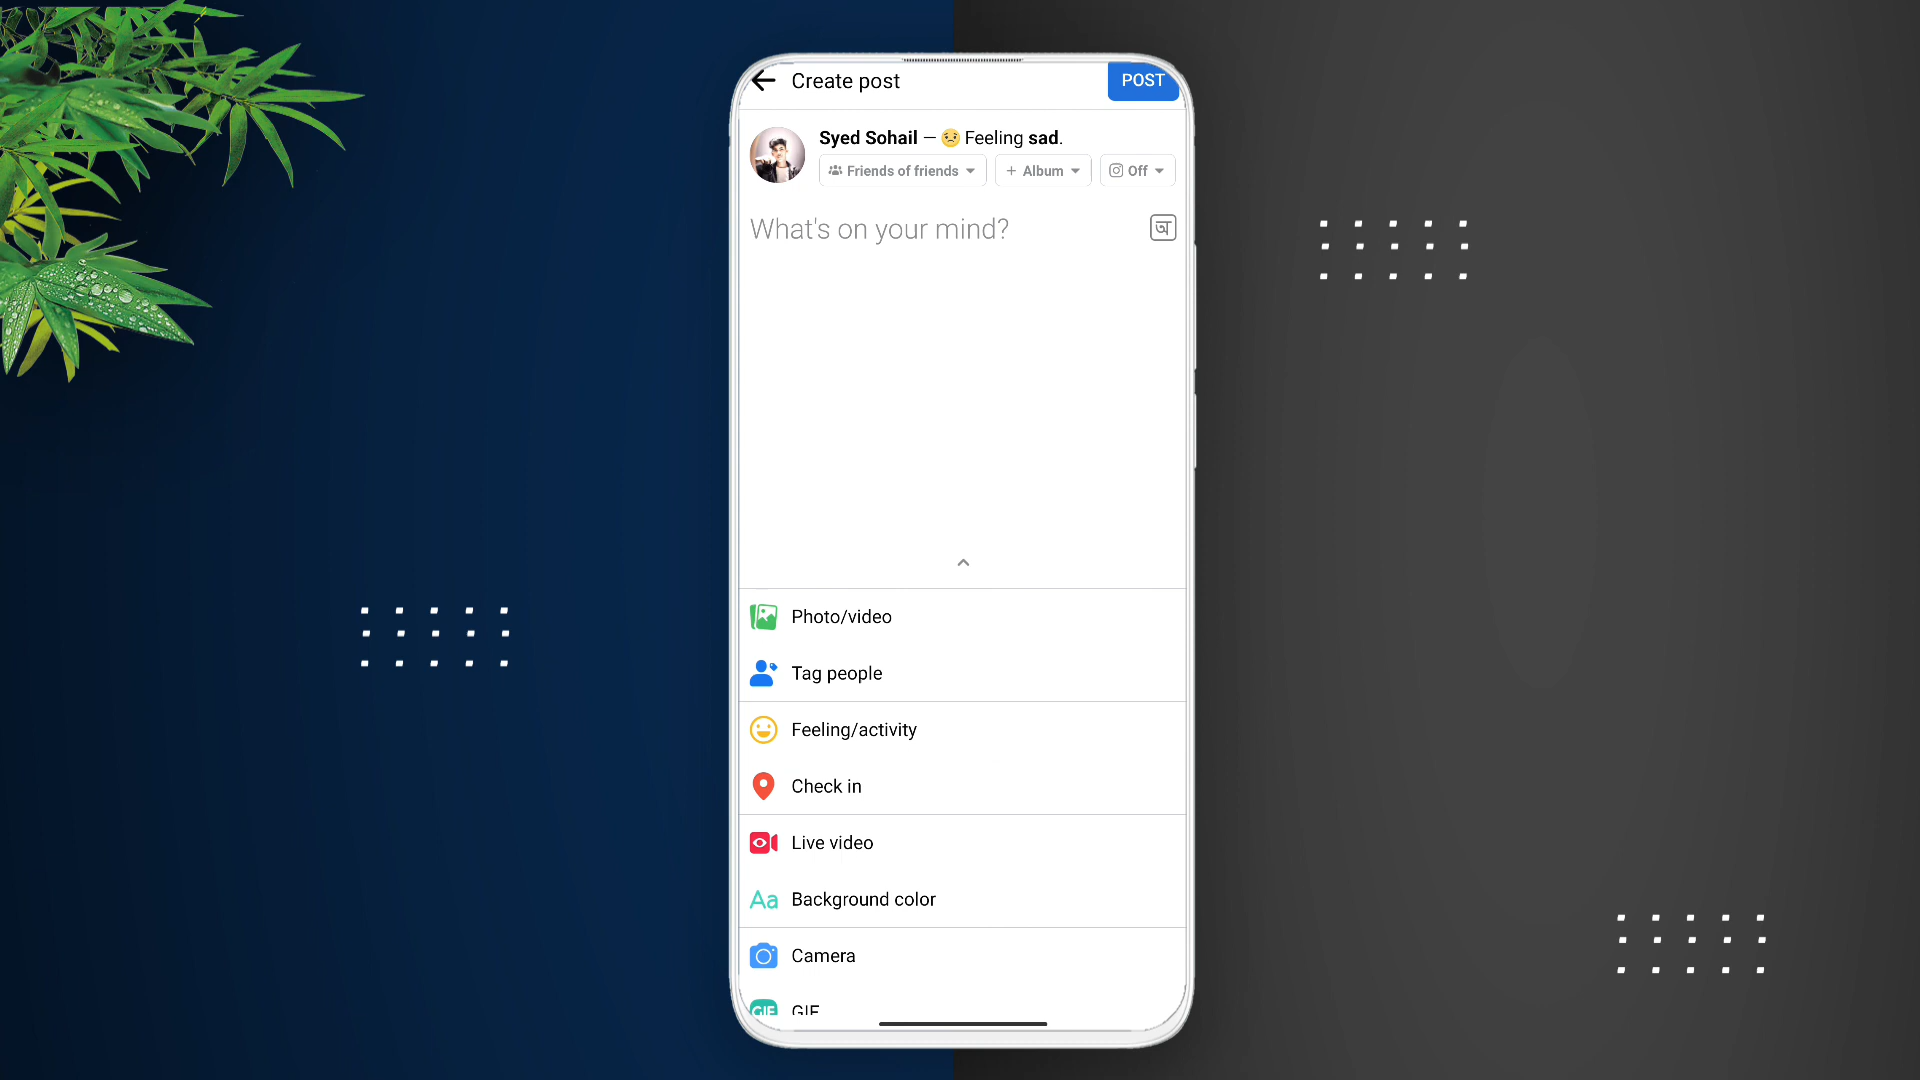 Create post
POST
Syed Sohail — 😟 Feeling sad.
Friends of friends
+ Album
Off
What's on your mind?
अ
Photo/video
Tag people
Feeling/activity
Check in
Live video
Aa Background color
Camera
GIF GIF